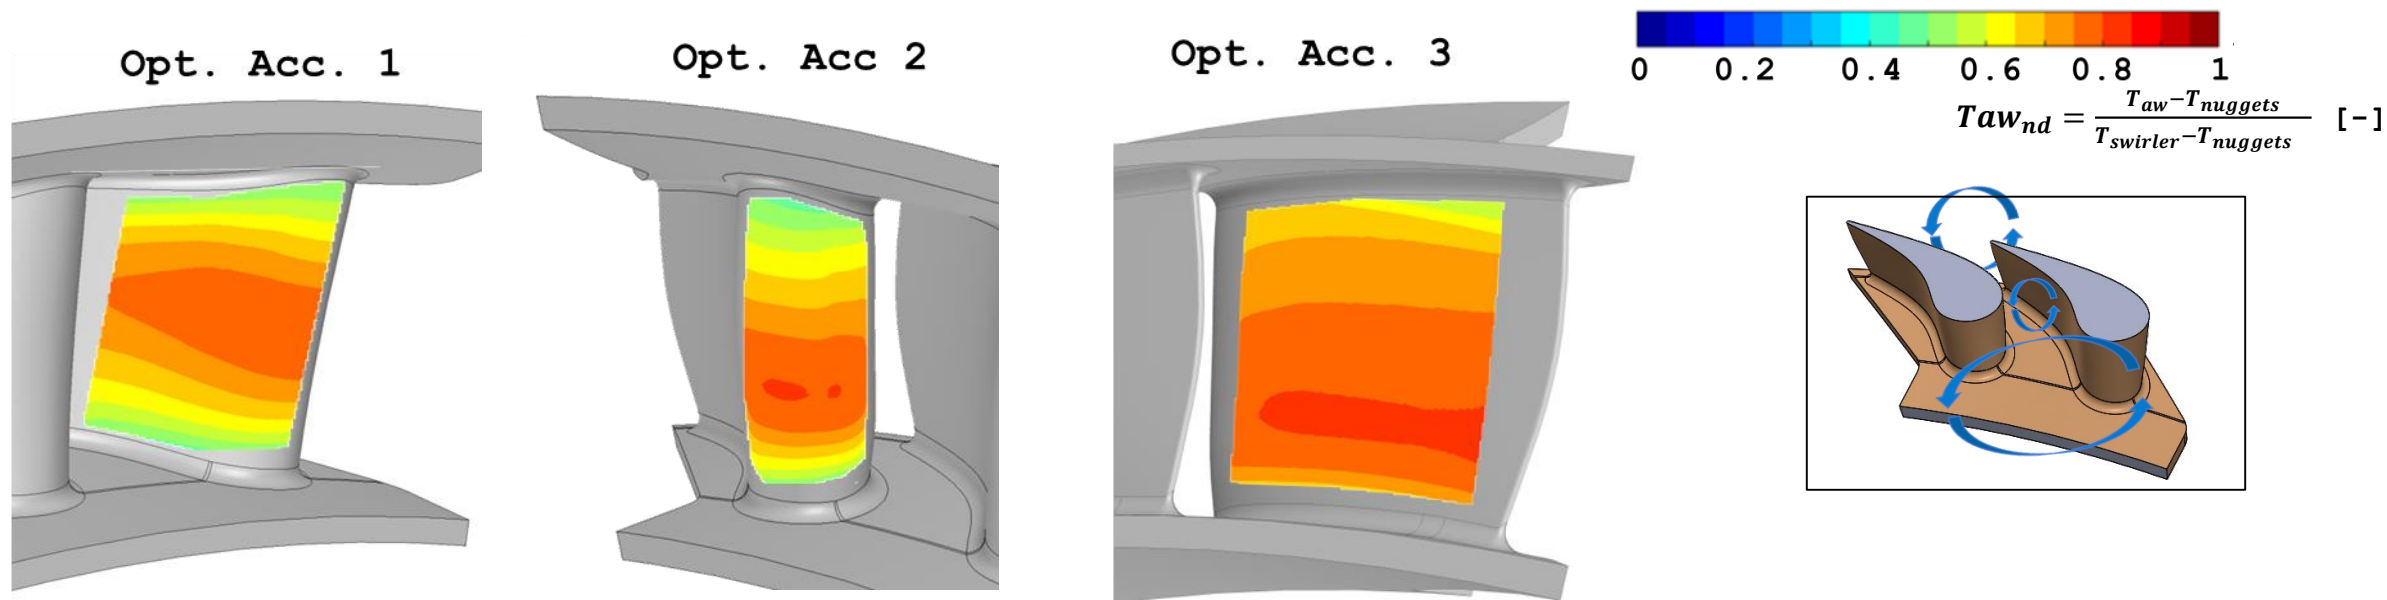 Opt. Acc. 1
Opt. Acc 2
Opt. Acc. 3
0 0.2 0.4 0.6 0.8 1
Taw_nd = (T_aw−T_nuggets)/(T_swirler−T_nuggets) [-]